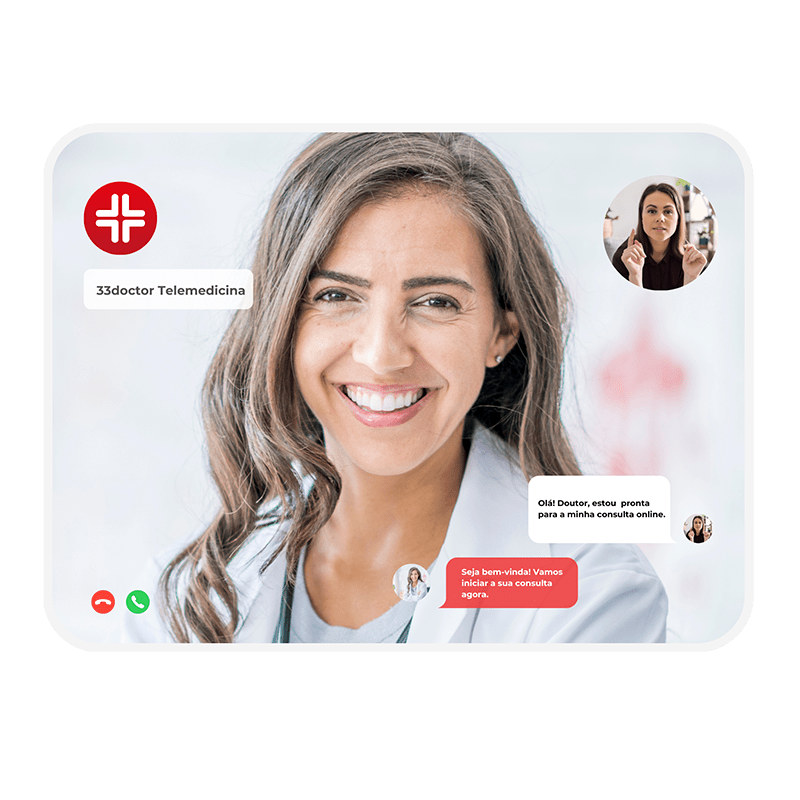 33doctor Telemedicina
Olá! Doutor, estou pronta
para a minha consulta online.
Seja bem-vinda! Vamos
iniciar a sua consulta
agora.